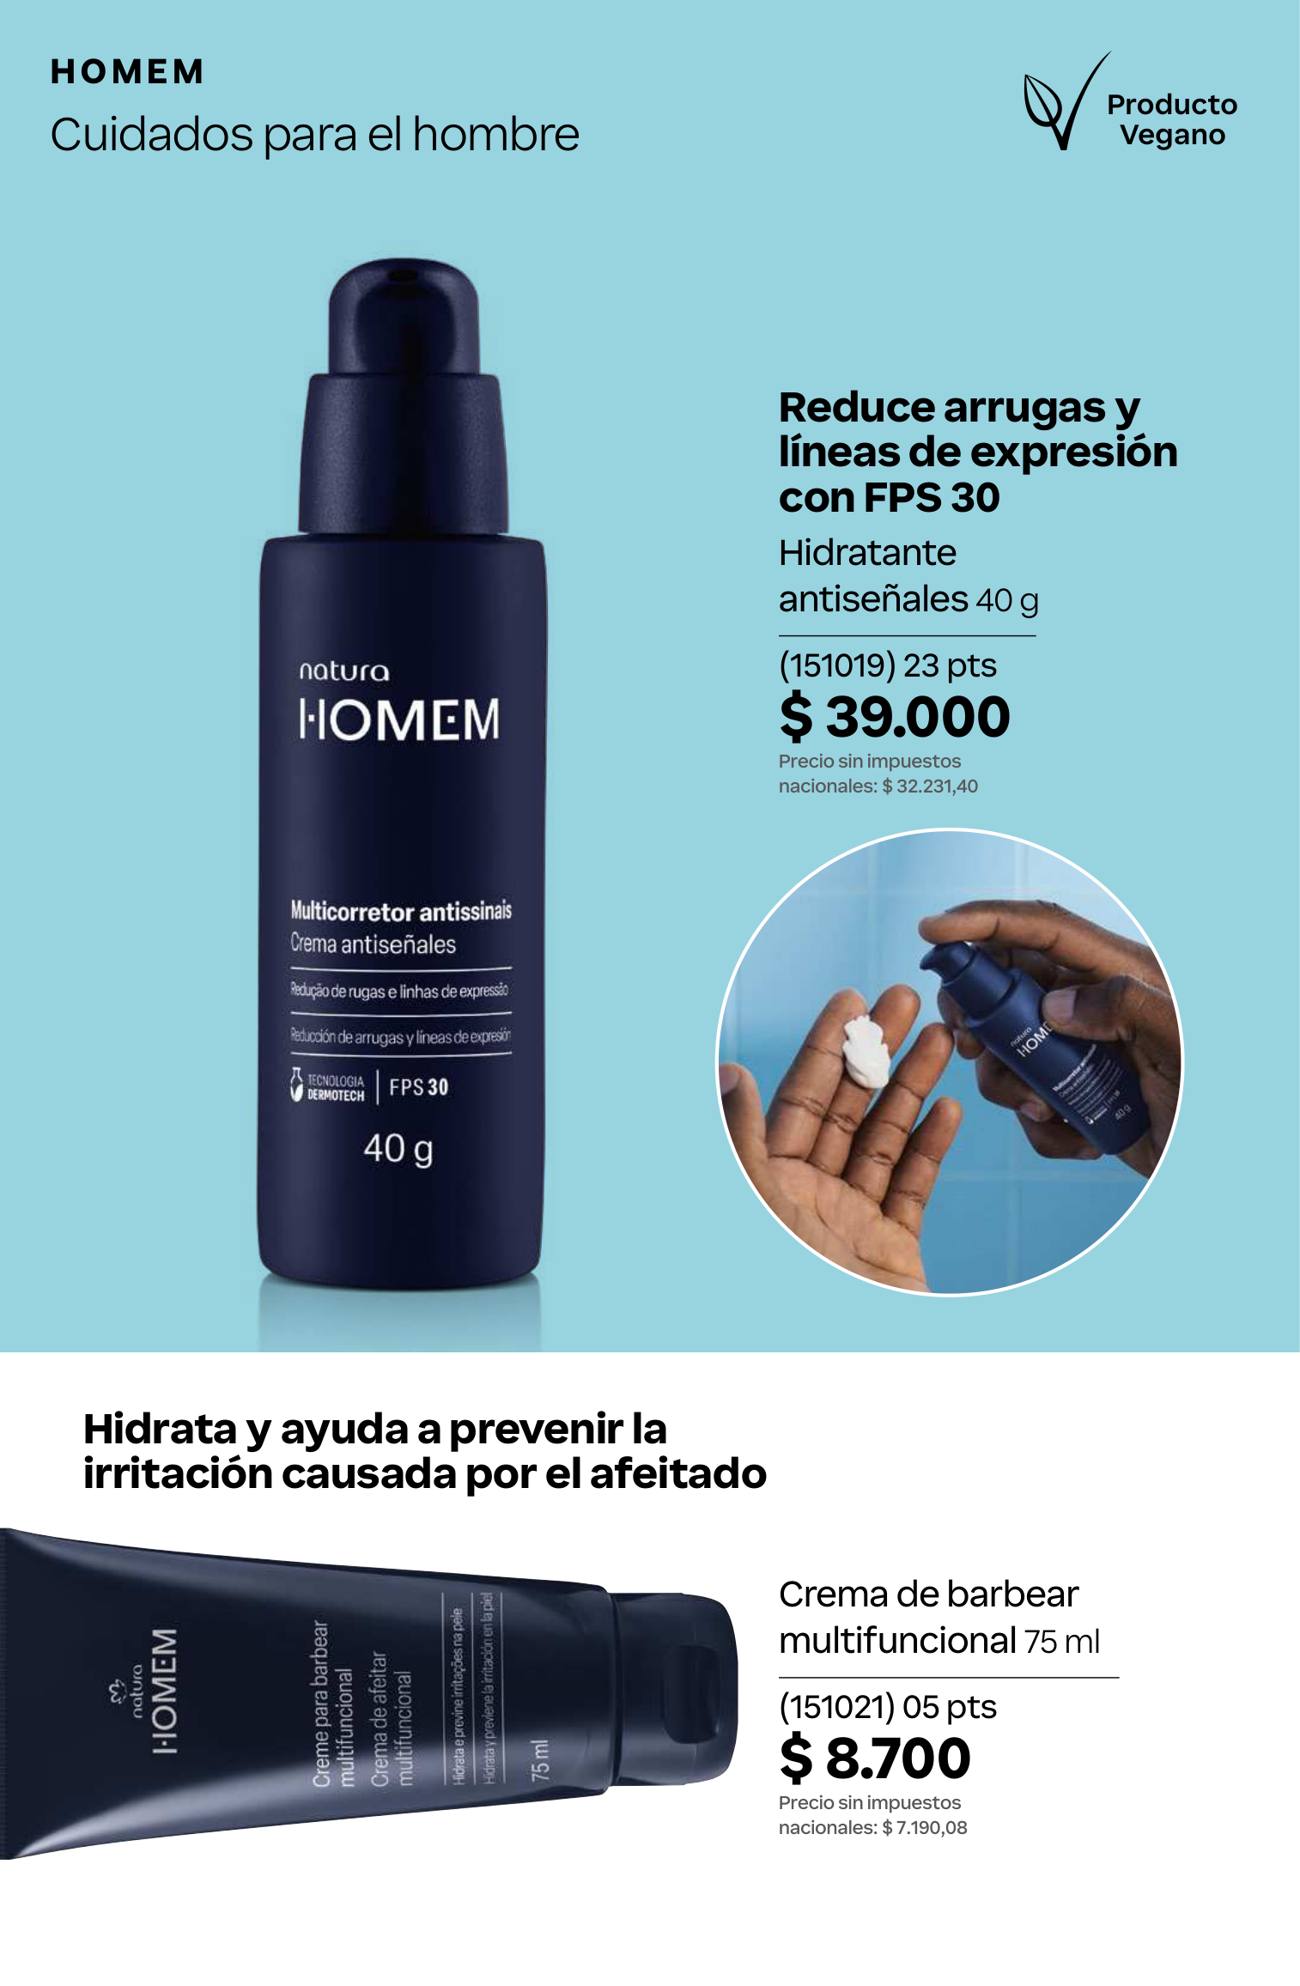 HOMEM
Cuidados para el hombre
Producto
Vegano
natura
HOMEM
Multicorretor antissinais
Crema antiseñales
Redução de rugas e linhas de expressão
Reducción de arrugas y líneas de expresión
TECNOLOGIA
DERMOTECH
FPS 30
40 g
Reduce arrugas y
líneas de expresión
con FPS 30
Hidratante
antiseñales 40 g
(151019) 23 pts
$ 39.000
Precio sin impuestos
nacionales: $ 32.231,40
natura
HOMEM
40 g
Hidrata y ayuda a prevenir la
irritación causada por el afeitado
natura
HOMEM
Creme para barbear
multifuncional
Crema de afeitar
multifuncional
Hidrata e previne irritações na pele
Hidrata y previene la irritación en la piel
75 ml
Crema de barbear
multifuncional 75 ml
(151021) 05 pts
$ 8.700
Precio sin impuestos
nacionales: $ 7.190,08